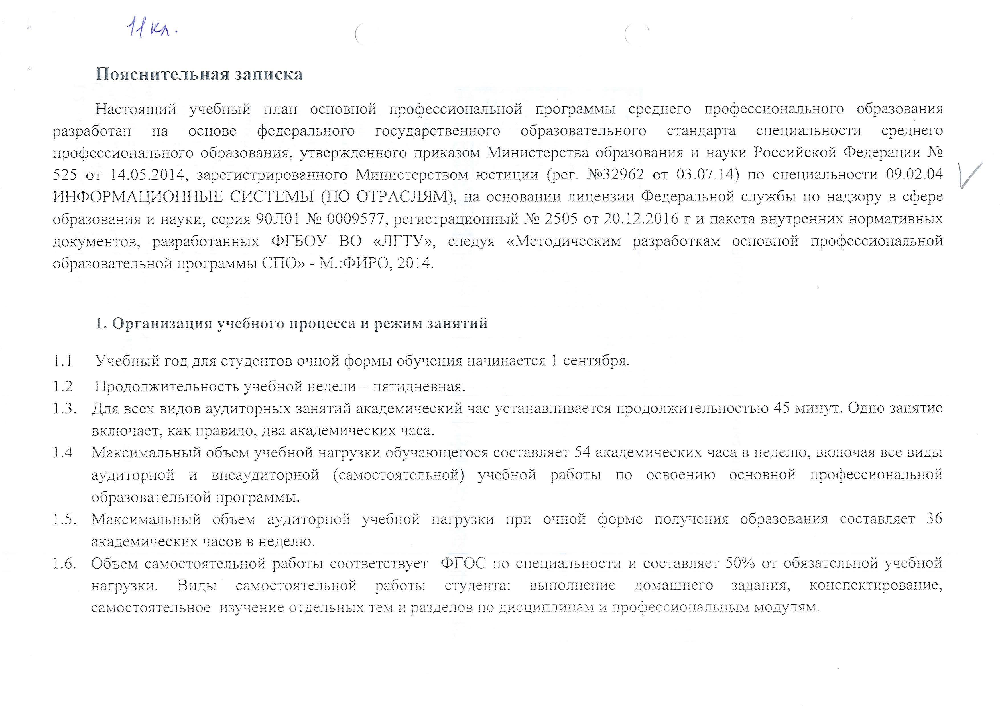 11 кл.
Пояснительная записка
Настоящий учебный план основной профессиональной программы среднего профессионального образования
разработан на основе федерального государственного образовательного стандарта специальности среднего
профессионального образования, утвержденного приказом Министерства образования и науки Российской Федерации №
525 от 14.05.2014, зарегистрированного Министерством юстиции (рег. №32962 от 03.07.14) по специальности 09.02.04
ИНФОРМАЦИОННЫЕ СИСТЕМЫ (ПО ОТРАСЛЯМ), на основании лицензии Федеральной службы по надзору в сфере
образования и науки, серия 90Л01 № 0009577, регистрационный № 2505 от 20.12.2016 г и пакета внутренних нормативных
документов, разработанных ФГБОУ ВО «ЛГТУ», следуя «Методическим разработкам основной профессиональной
образовательной программы СПО» - М.:ФИРО, 2014.
1. Организация учебного процесса и режим занятий
1.1 Учебный год для студентов очной формы обучения начинается 1 сентября.
1.2 Продолжительность учебной недели – пятидневная.
1.3. Для всех видов аудиторных занятий академический час устанавливается продолжительностью 45 минут. Одно занятие
включает, как правило, два академических часа.
1.4 Максимальный объем учебной нагрузки обучающегося составляет 54 академических часа в неделю, включая все виды
аудиторной и внеаудиторной (самостоятельной) учебной работы по освоению основной профессиональной
образовательной программы.
1.5. Максимальный объем аудиторной учебной нагрузки при очной форме получения образования составляет 36
академических часов в неделю.
1.6. Объем самостоятельной работы соответствует ФГОС по специальности и составляет 50% от обязательной учебной
нагрузки. Виды самостоятельной работы студента: выполнение домашнего задания, конспектирование,
самостоятельное изучение отдельных тем и разделов по дисциплинам и профессиональным модулям.